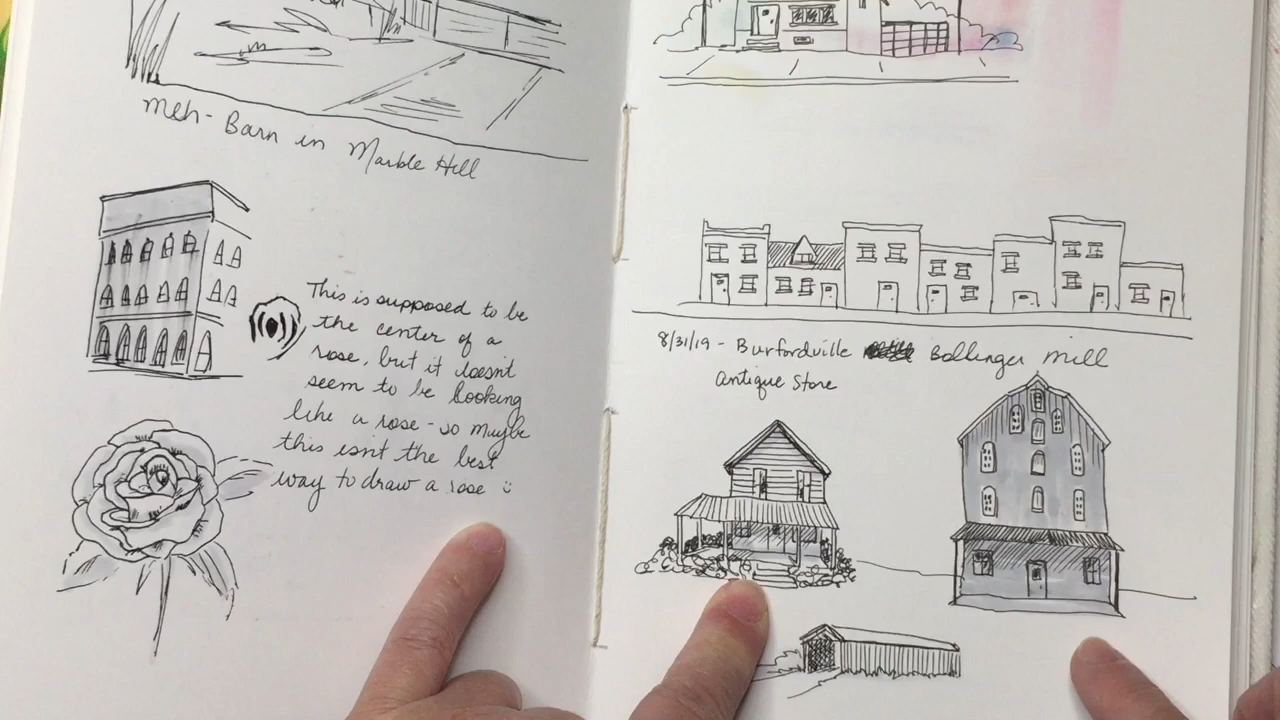 Meh - Barn in Marble Hill
This is supposed to be
the center of a
rose, but it doesn't
seem to be looking
like a rose - so maybe
this isn't the best
way to draw a rose :)
8/31/19 - Burfordville Bollinger Mill
Antique Store